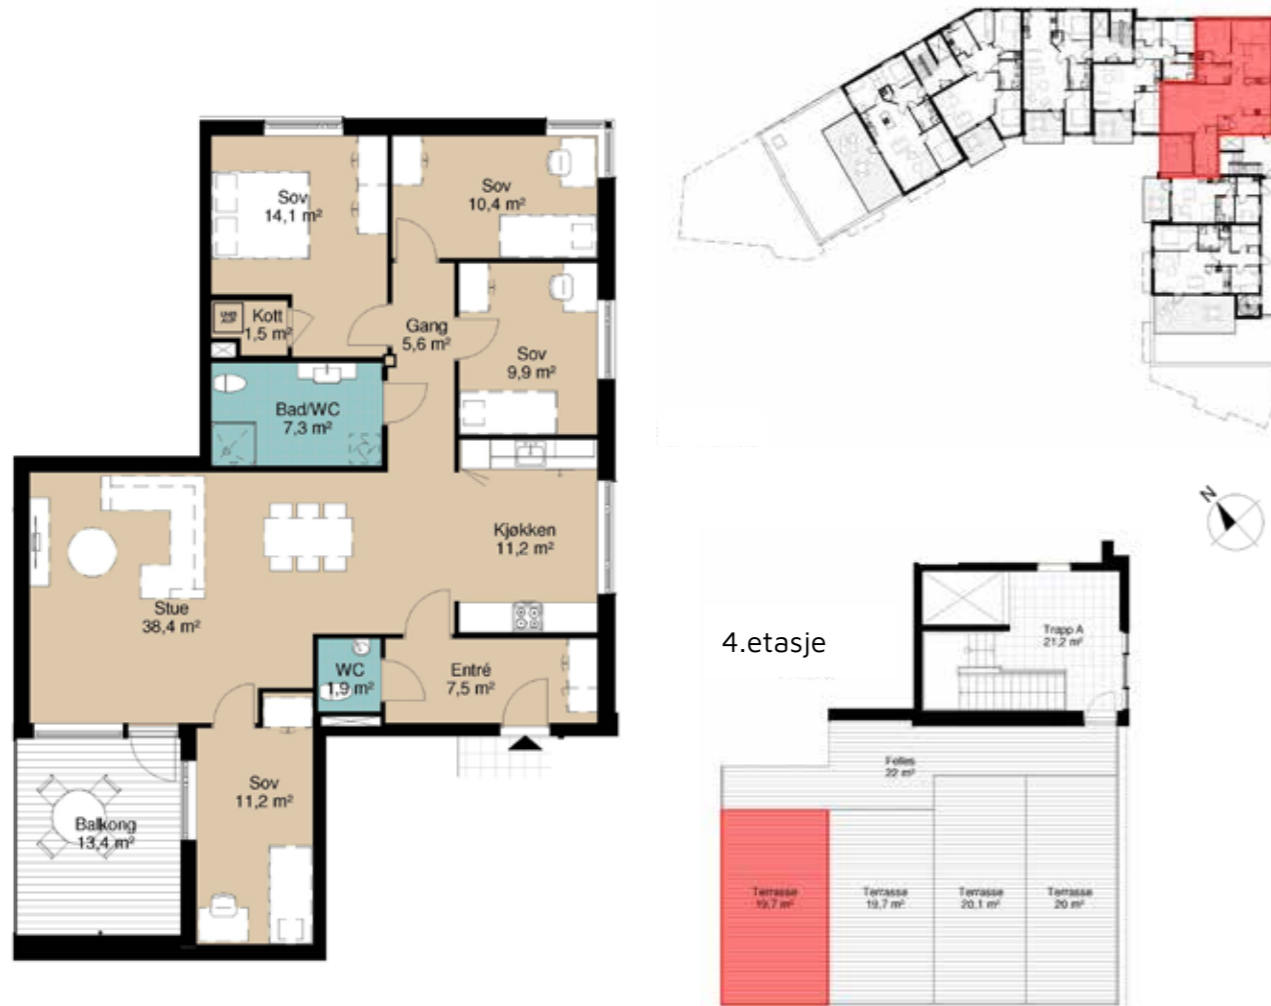 Sov
14,1 m²
Sov
10,4 m²
Kott
1,5 m²
Gang
5,6 m²
Sov
9,9 m²
Bad/WC
7,3 m²
Kjøkken
11,2 m²
Stue
38,4 m²
WC
1,9 m²
Entré
7,5 m²
Sov
11,2 m²
Balkong
13,4 m²
N
4.etasje
Trapp A
21,2 m²
Felles
22 m²
Terrasse
19,7 m²
Terrasse
19,7 m²
Terrasse
20,1 m²
Terrasse
20 m²